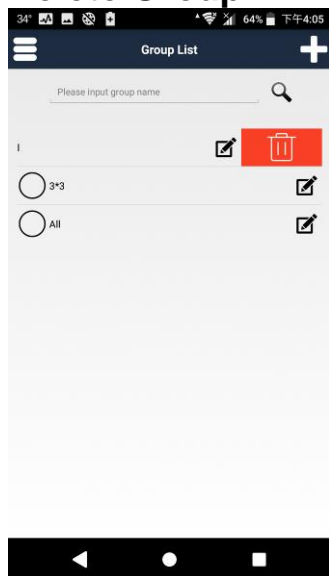 34° 64% 下午4:05
Group List
Please input group name
I
3*3
All